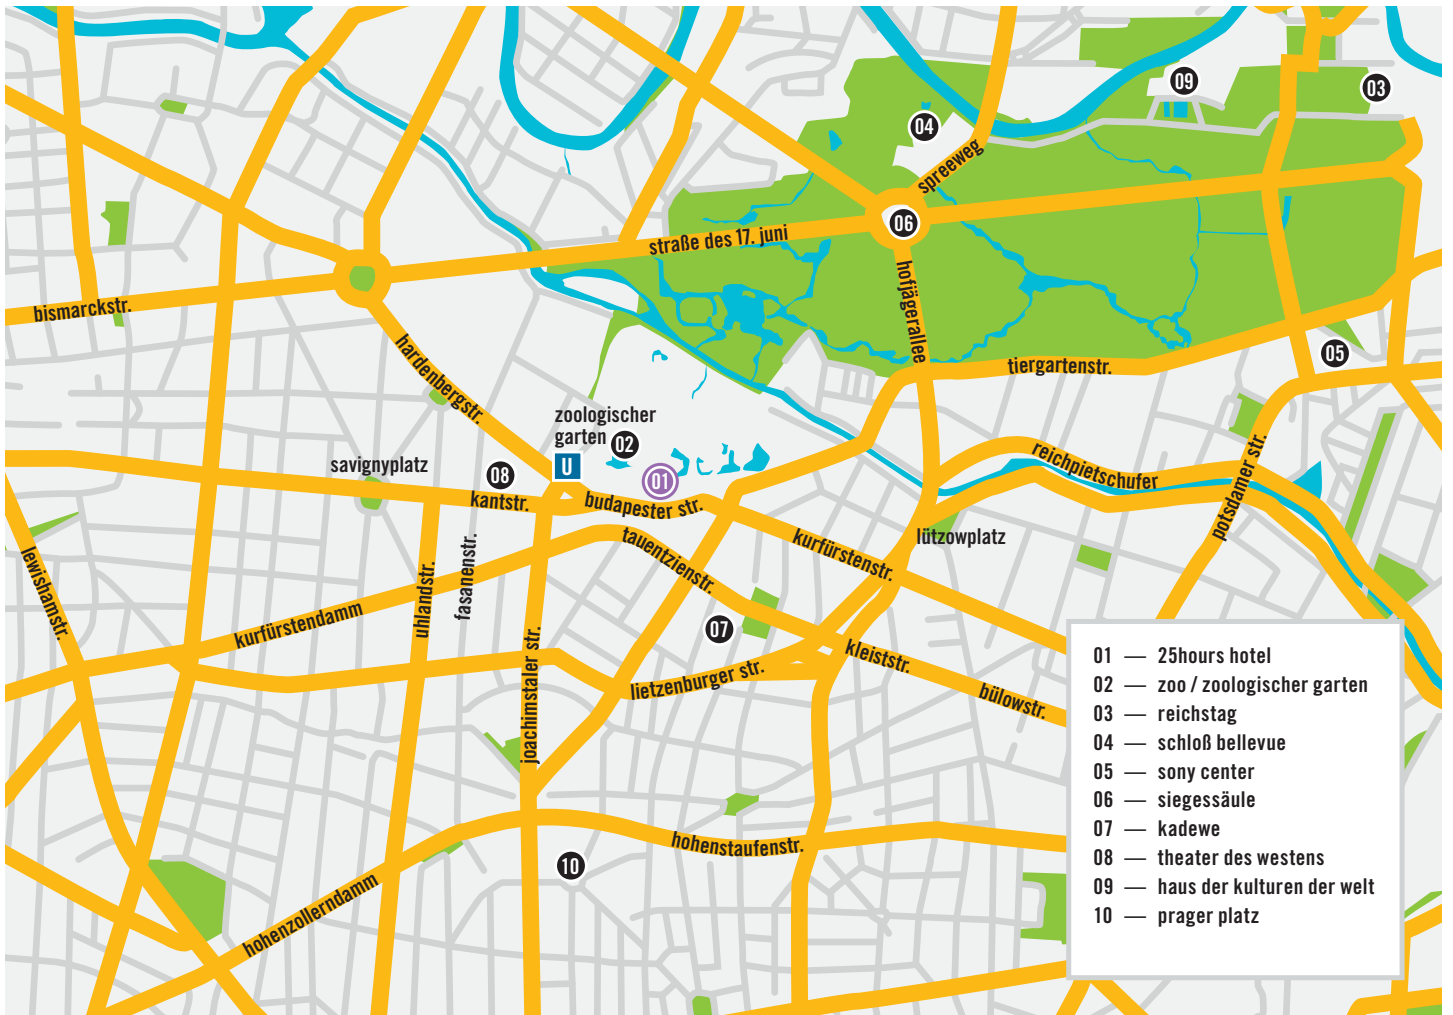 09
03
04
spreeweg
06
straße des 17. juni
hofjägerallee
bismarckstr.
hardenbergstr.
tiergartenstr.
05
zoologischer
garten
02
U
01
savignyplatz
08
kantstr.
budapester str.
reichpietschufer
potsdamer str.
lützowplatz
kurfürstenstr.
tauentzienstr.
lewishamstr.
uhlandstr.
fasanenstr.
kurfürstendamm
07
joachimstaler str.
lietzenburger str.
kleiststr.
bülowstr.
hohenstaufenstr.
10
hohenzollerndamm
01 — 25hours hotel
02 — zoo / zoologischer garten
03 — reichstag
04 — schloß bellevue
05 — sony center
06 — siegessäule
07 — kadewe
08 — theater des westens
09 — haus der kulturen der welt
10 — prager platz